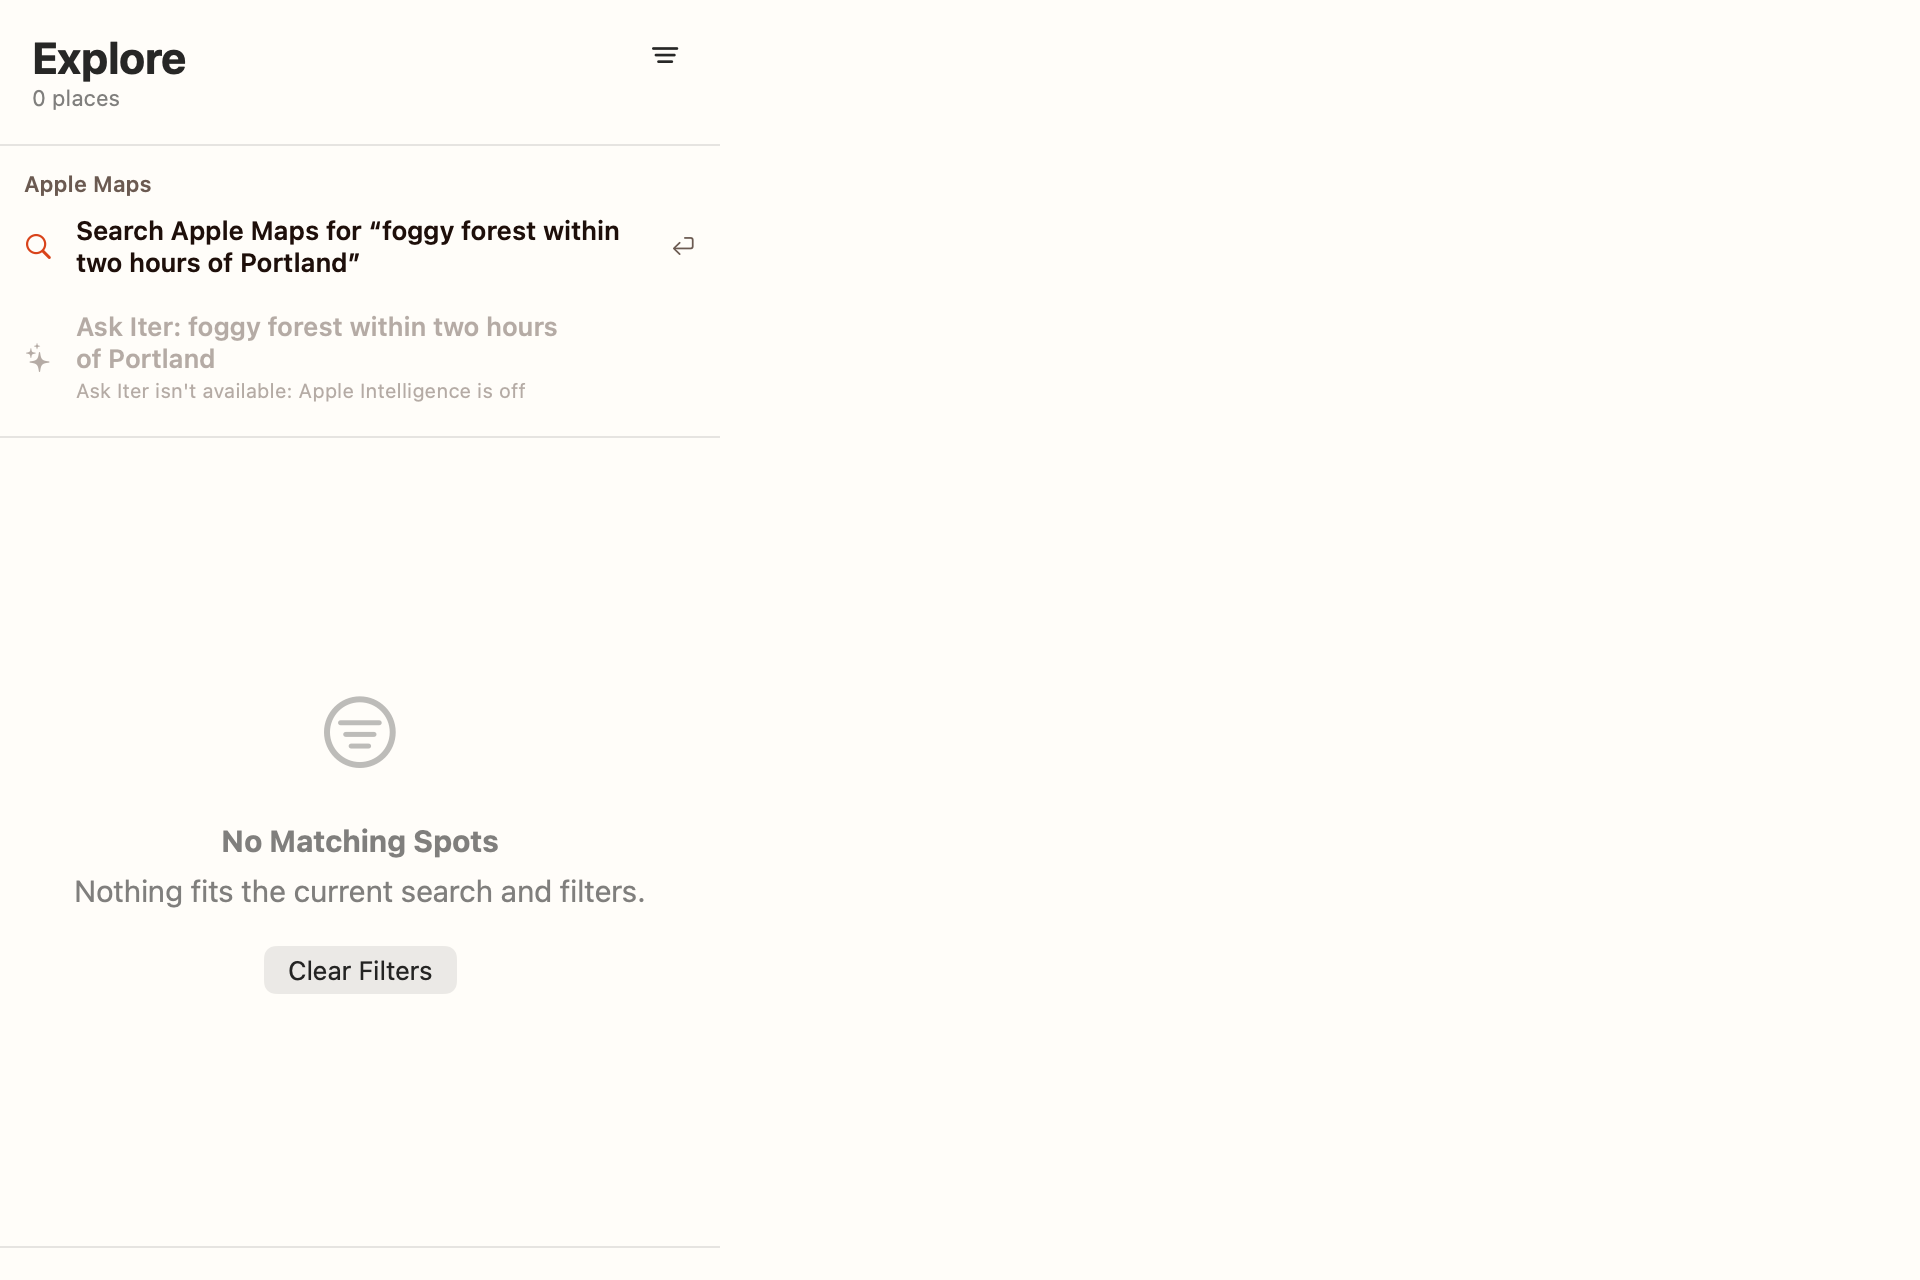 Explore
0 places
Apple Maps
Search Apple Maps for “foggy forest within
two hours of Portland”
Ask Iter: foggy forest within two hours
of Portland
Ask Iter isn't available: Apple Intelligence is off
No Matching Spots
Nothing fits the current search and filters.
Clear Filters